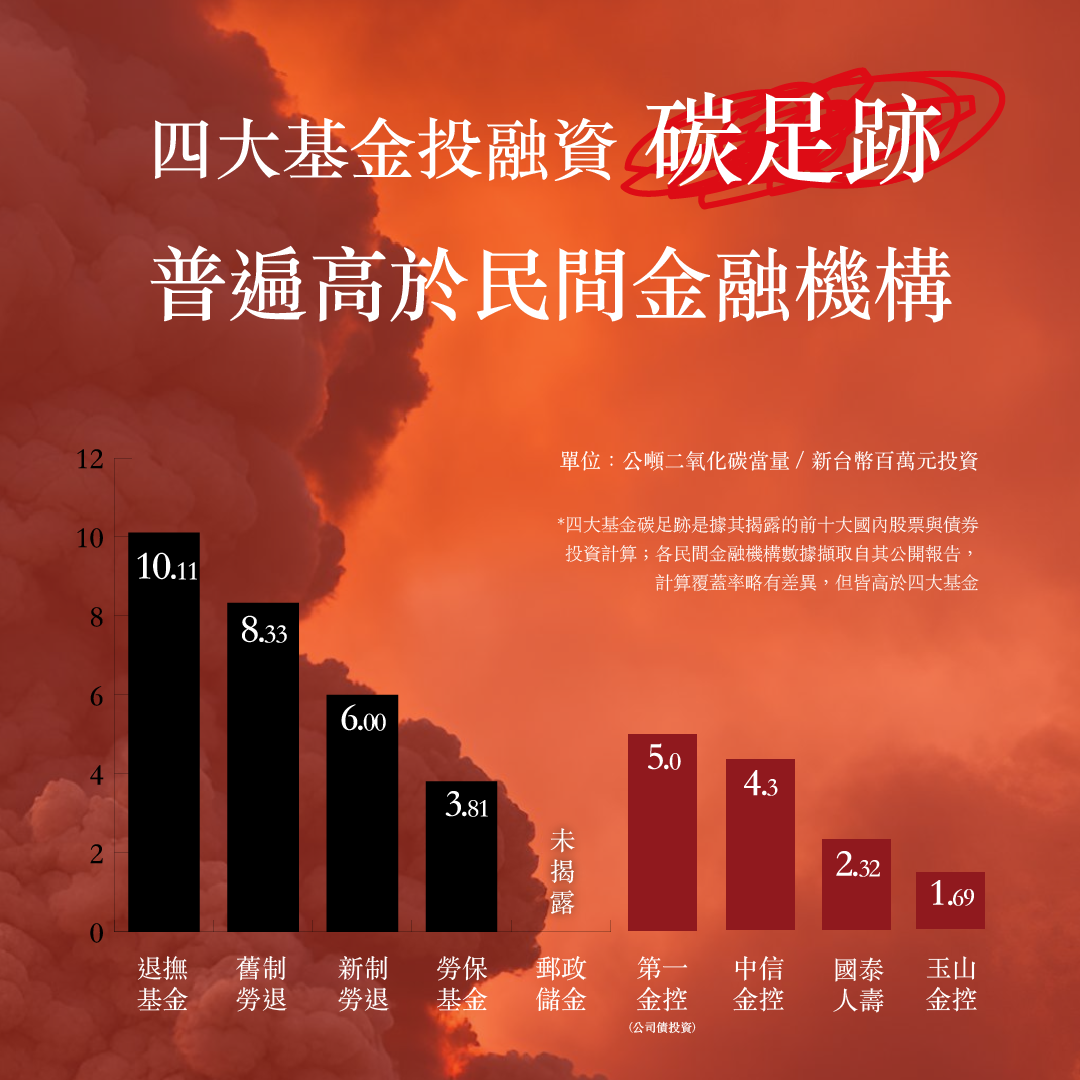 四大基金投融資 碳足跡
普遍高於民間金融機構
單位：公噸二氧化碳當量 / 新台幣百萬元投資
*四大基金碳足跡是據其揭露的前十大國內股票與債券
投資計算；各民間金融機構數據擷取自其公開報告，
計算覆蓋率略有差異，但皆高於四大基金
12
10
8
6
4
2
0
10.11
8.33
6.00
3.81
未揭露
5.0
4.3
2.32
1.69
退撫
基金
舊制
勞退
新制
勞退
勞保
基金
郵政
儲金
第一
金控
(公司債投資)
中信
金控
國泰
人壽
玉山
金控